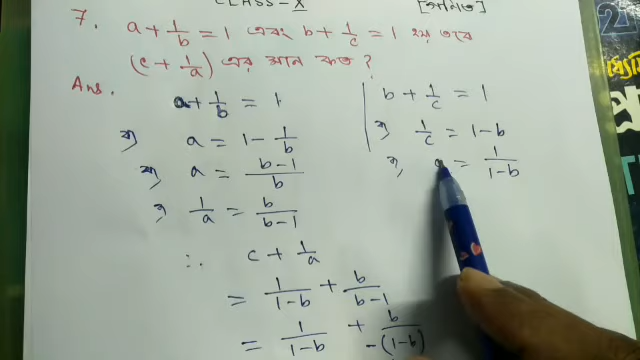 CLASS-X [গণিত]
7. a + 1/b = 1 এবং b + 1/c = 1 হয় তবে
(c + 1/a) এর মান কত ?
Ans.
a + 1/b = 1
বা, a = 1 - 1/b
বা, a = b-1/b
বা, 1/a = b/b-1
b + 1/c = 1
বা, 1/c = 1-b
বা, = 1/1-b
∴ c + 1/a
= 1/1-b + b/b-1
= 1/1-b + b/-(1-b)